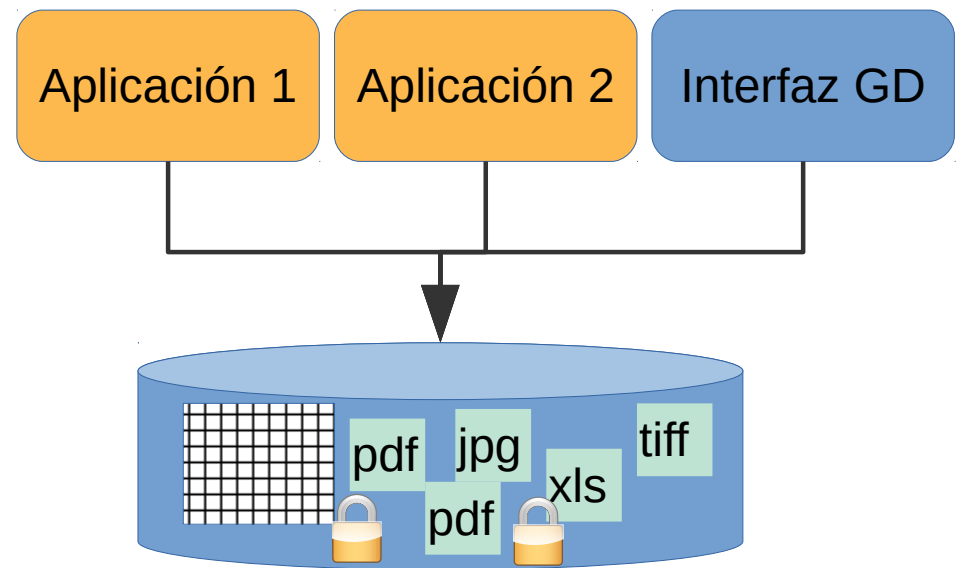 Aplicación 1
Aplicación 2
Interfaz GD
pdf
jpg
tiff
xls
pdf